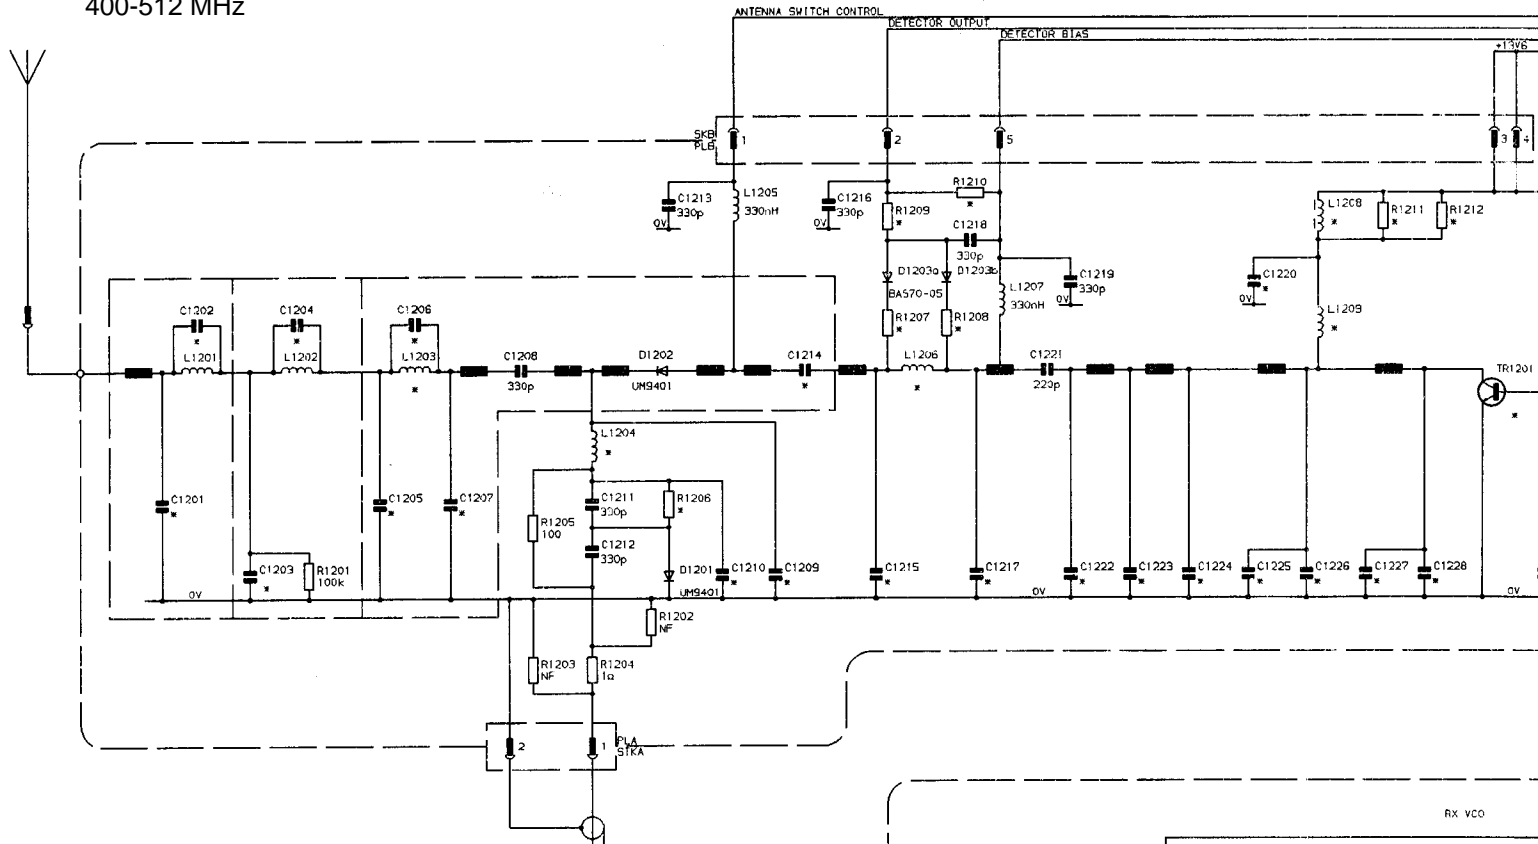 400-512 MHz
ANTENNA SWITCH CONTROL
DETECTOR OUTPUT
DETECTOR BIAS
+13V6
SKB
PLB
1
2
5
3
4
C1213
330p
0V
L1205
330nH
C1216
330p
0V
R1210
*
R1209
*
C1218
330p
L1208
*
R1211
*
R1212
*
D1203a
D1203b
BAS70-05
C1219
330p
0V
L1207
330nH
C1220
*
0V
R1207
*
R1208
*
L1209
*
C1202
*
L1201
C1204
*
L1202
C1206
*
L1203
*
C1208
330p
D1202
UM9401
C1214
*
L1206
*
C1221
220p
TR1201
*
L1204
*
C1201
*
C1205
*
C1207
*
R1205
100
C1211
330p
R1206
*
C1212
330p
C1203
*
R1201
100k
D1201
UM9401
C1210
*
C1209
*
C1215
*
C1217
*
C1222
*
C1223
*
C1224
*
C1225
*
C1226
*
C1227
*
C1228
*
0V
0V
0V
R1202
NF
R1203
NF
R1204
1Ω
2
1
PLA
STKA
RX VCO